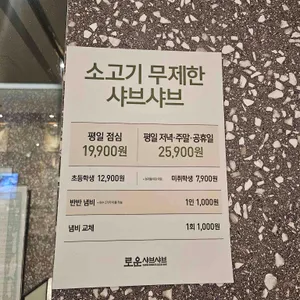 소고기 무제한
샤브샤브
평일 점심 평일 저녁·주말·공휴일
19,900원 25,900원
초등학생 12,900원 미취학생 7,900원
반반 냄비 1인 1,000원
냄비 교체 1회 1,000원
로운 샤브샤브